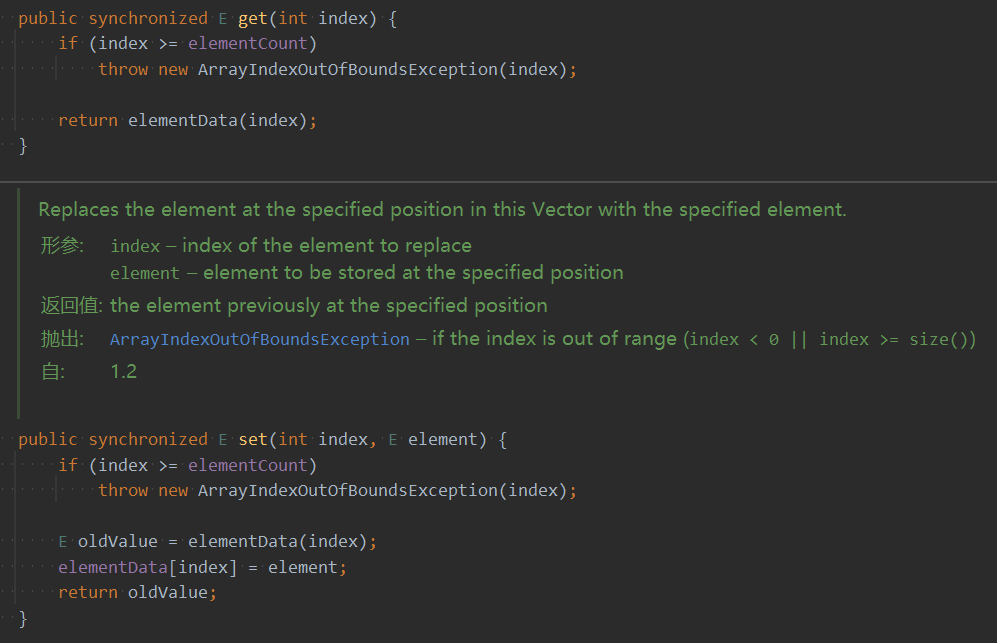 public synchronized E get(int index) {
if (index >= elementCount)
throw new ArrayIndexOutOfBoundsException(index);
return elementData(index);
}
Replaces the element at the specified position in this Vector with the specified element.
形参: index – index of the element to replace
element – element to be stored at the specified position
返回值: the element previously at the specified position
抛出: ArrayIndexOutOfBoundsException – if the index is out of range (index < 0 || index >= size())
自: 1.2
public synchronized E set(int index, E element) {
if (index >= elementCount)
throw new ArrayIndexOutOfBoundsException(index);
E oldValue = elementData(index);
elementData[index] = element;
return oldValue;
}